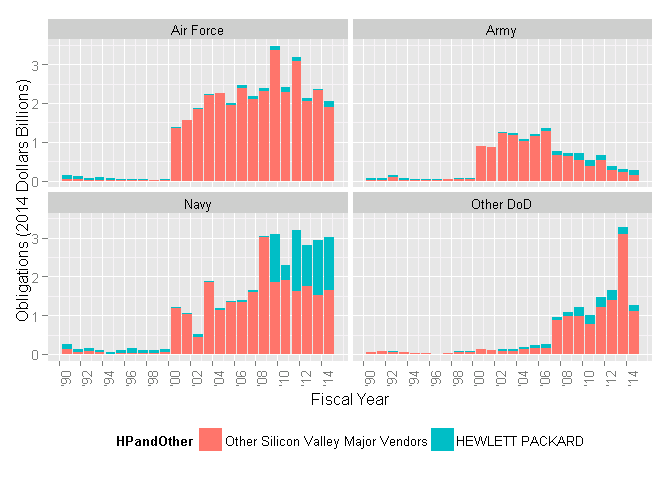 Air Force
Army
3
2
1
0
Navy
Other DoD
3
2
1
0
Obligations (2014 Dollars Billions)
'90 '92 '94 '96 '98 '00 '02 '04 '06 '08 '10 '12 '14
'90 '92 '94 '96 '98 '00 '02 '04 '06 '08 '10 '12 '14
Fiscal Year
HPandOther Other Silicon Valley Major Vendors HEWLETT PACKARD